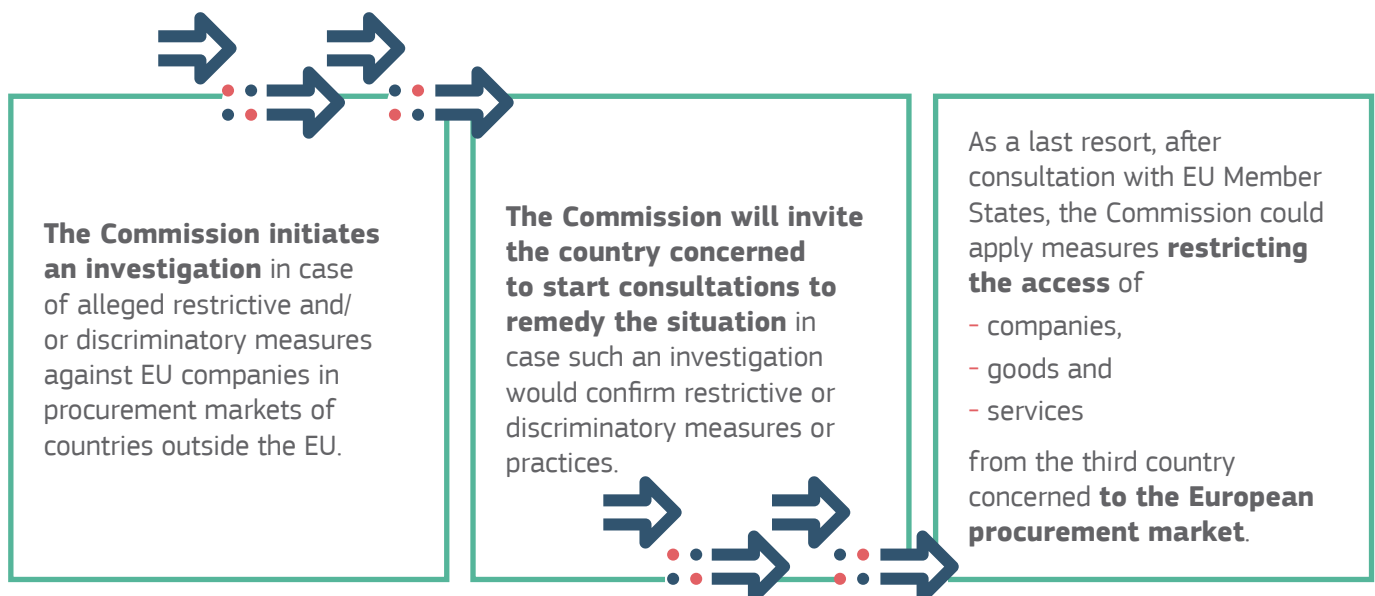 The Commission initiates
an investigation in case
of alleged restrictive and/
or discriminatory measures
against EU companies in
procurement markets of
countries outside the EU.
The Commission will invite
the country concerned
to start consultations to
remedy the situation in
case such an investigation
would confirm restrictive or
discriminatory measures or
practices.
As a last resort, after
consultation with EU Member
States, the Commission could
apply measures restricting
the access of
- companies,
- goods and
- services
from the third country
concerned to the European
procurement market.